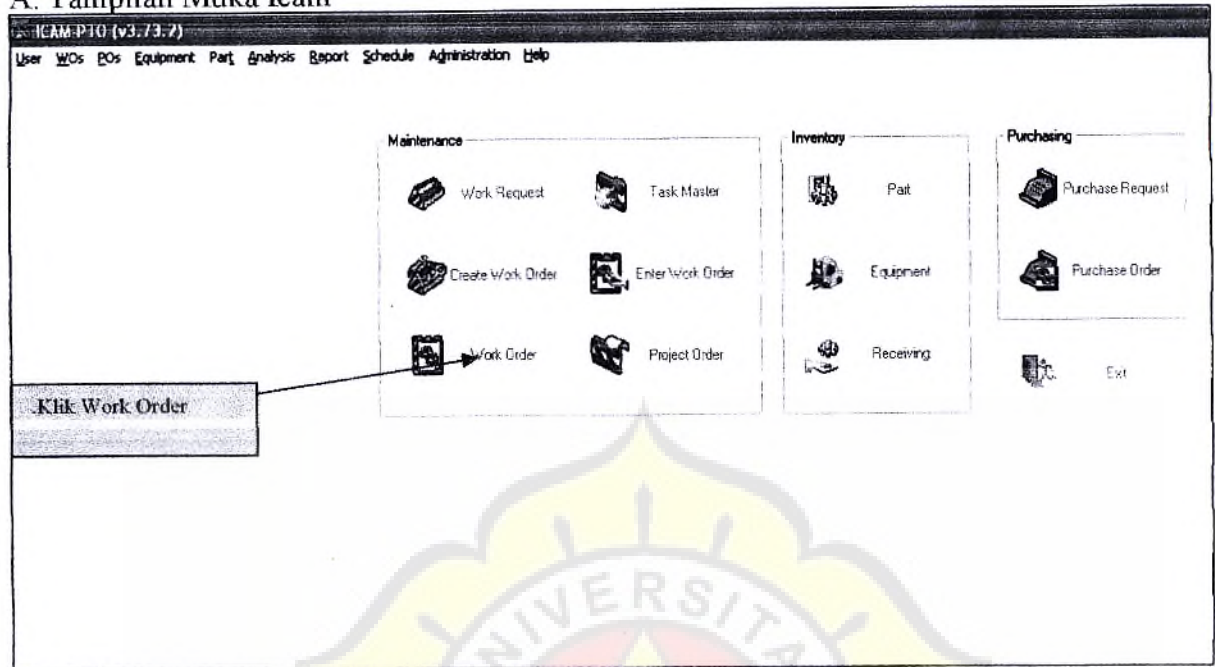 A. Tampilan Muka Icam
ICAM-PTO (v3.73.7)
User WOs POs Equipment Part Analysis Report Schedule Administration Help
Maintenance
Inventory
Purchasing
Work Request
Task Master
Part
Purchase Request
Create Work Order
Enter Work Order
Equipment
Purchase Order
Work Order
Project Order
Receiving
Exit
Klik Work Order